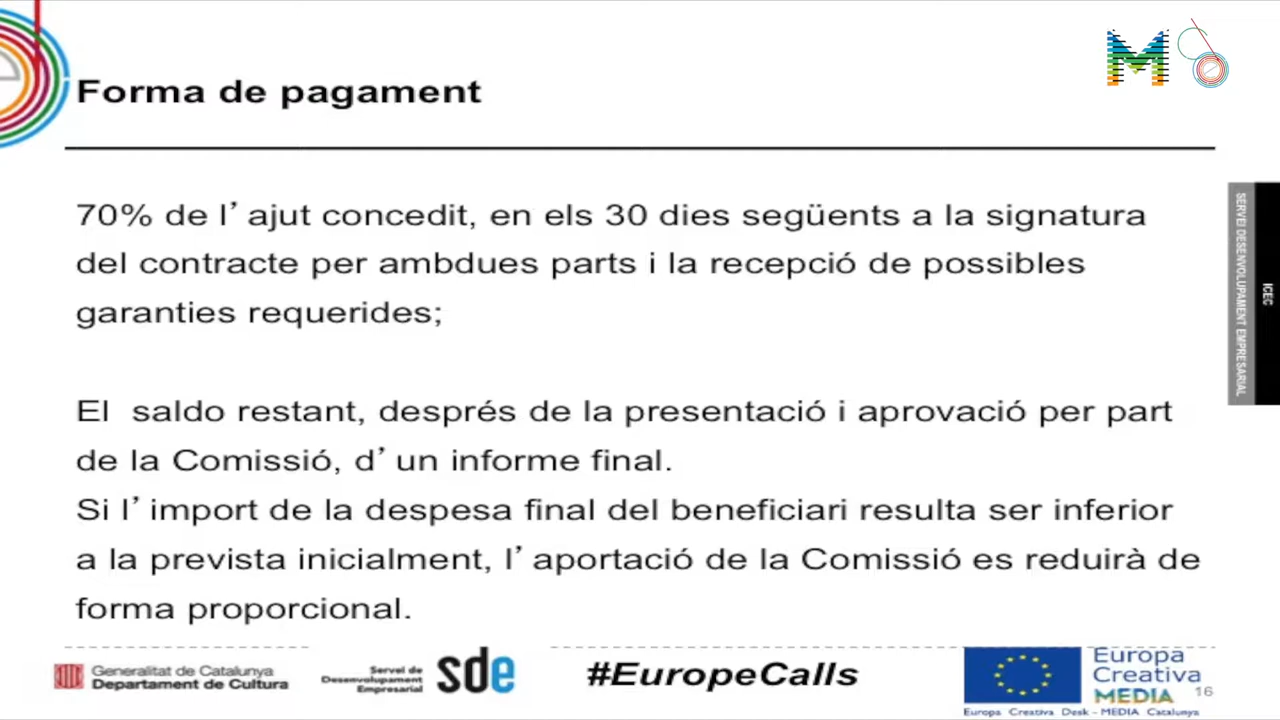 Forma de pagament
70% de l’ajut concedit, en els 30 dies següents a la signatura
del contracte per ambdues parts i la recepció de possibles
garanties requerides;
El saldo restant, després de la presentació i aprovació per part
de la Comissió, d’un informe final.
Si l’import de la despesa final del beneficiari resulta ser inferior
a la prevista inicialment, l’aportació de la Comissió es reduirà de
forma proporcional.
SERVEI DESENVOLUPAMENT EMPRESARIAL
ICEC
Generalitat de Catalunya
Departament de Cultura
Servei de
Desenvolupament
Empresarial
sde
#EuropeCalls
Europa
Creativa
MEDIA
Europa Creativa Desk - MEDIA Catalunya
16
M